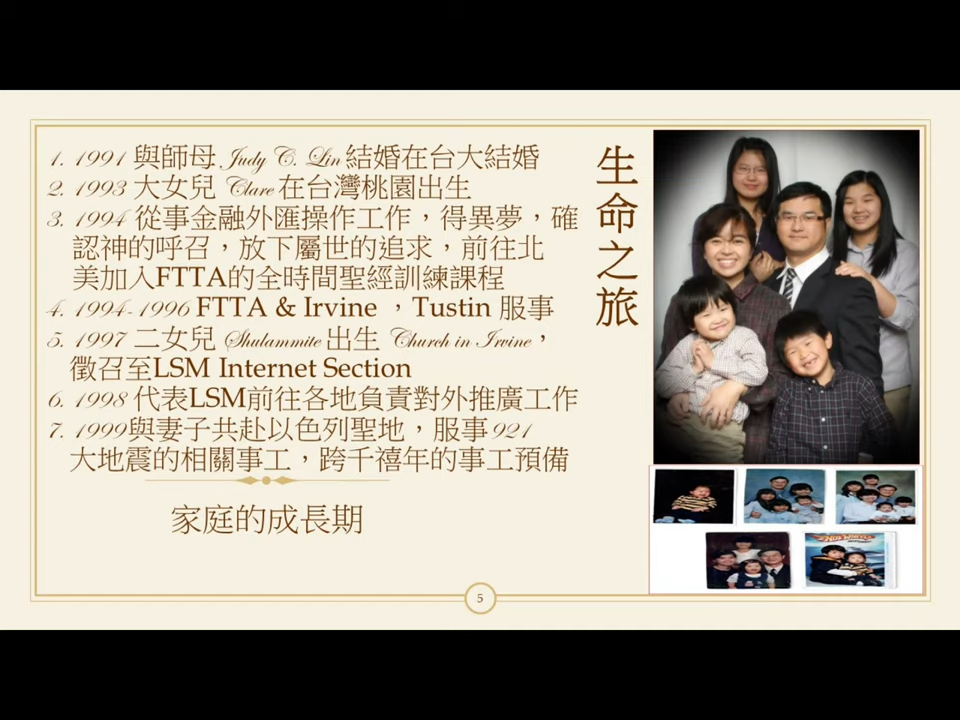 1. 1991 與師母 Judy C. Lin 結婚在台大結婚
2. 1993 大女兒 Clare 在台灣桃園出生
3. 1994 從事金融外匯操作工作，得異夢，確
認神的呼召，放下屬世的追求，前往北
美加入FTTA的全時間聖經訓練課程
4. 1994-1996 FTTA & Irvine ，Tustin 服事
5. 1997 二女兒 Shulammite 出生 Church in Irvine，
徵召至LSM Internet Section
6. 1998 代表LSM前往各地負責對外推廣工作
7. 1999與妻子共赴以色列聖地，服事921
大地震的相關事工，跨千禧年的事工預備
家庭的成長期
生命之旅
5